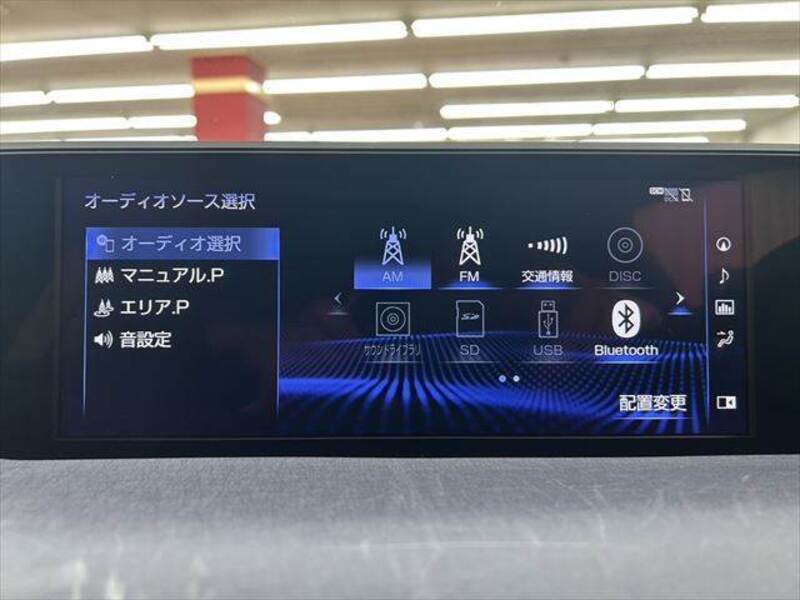 オーディオソース選択
オーディオ選択
マニュアル.P
エリア.P
音設定
AM
FM
交通情報
DISC
サウンドライブラリ
SD
USB
Bluetooth
配置変更